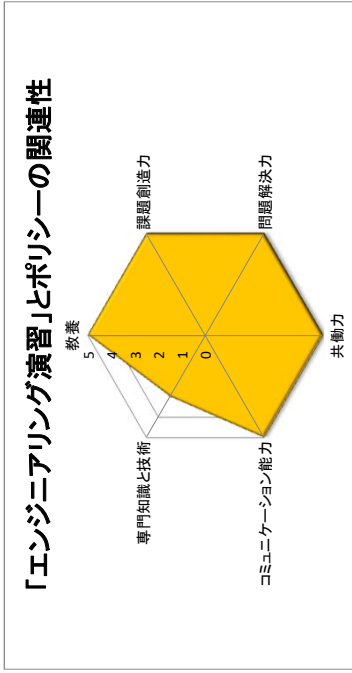 「エンジニアリング演習」とポリシーの関連性
教養
5
4
3
2
1
0
課題創造力
問題解決力
共働力
コミュニケーション能力
専門知識と技術